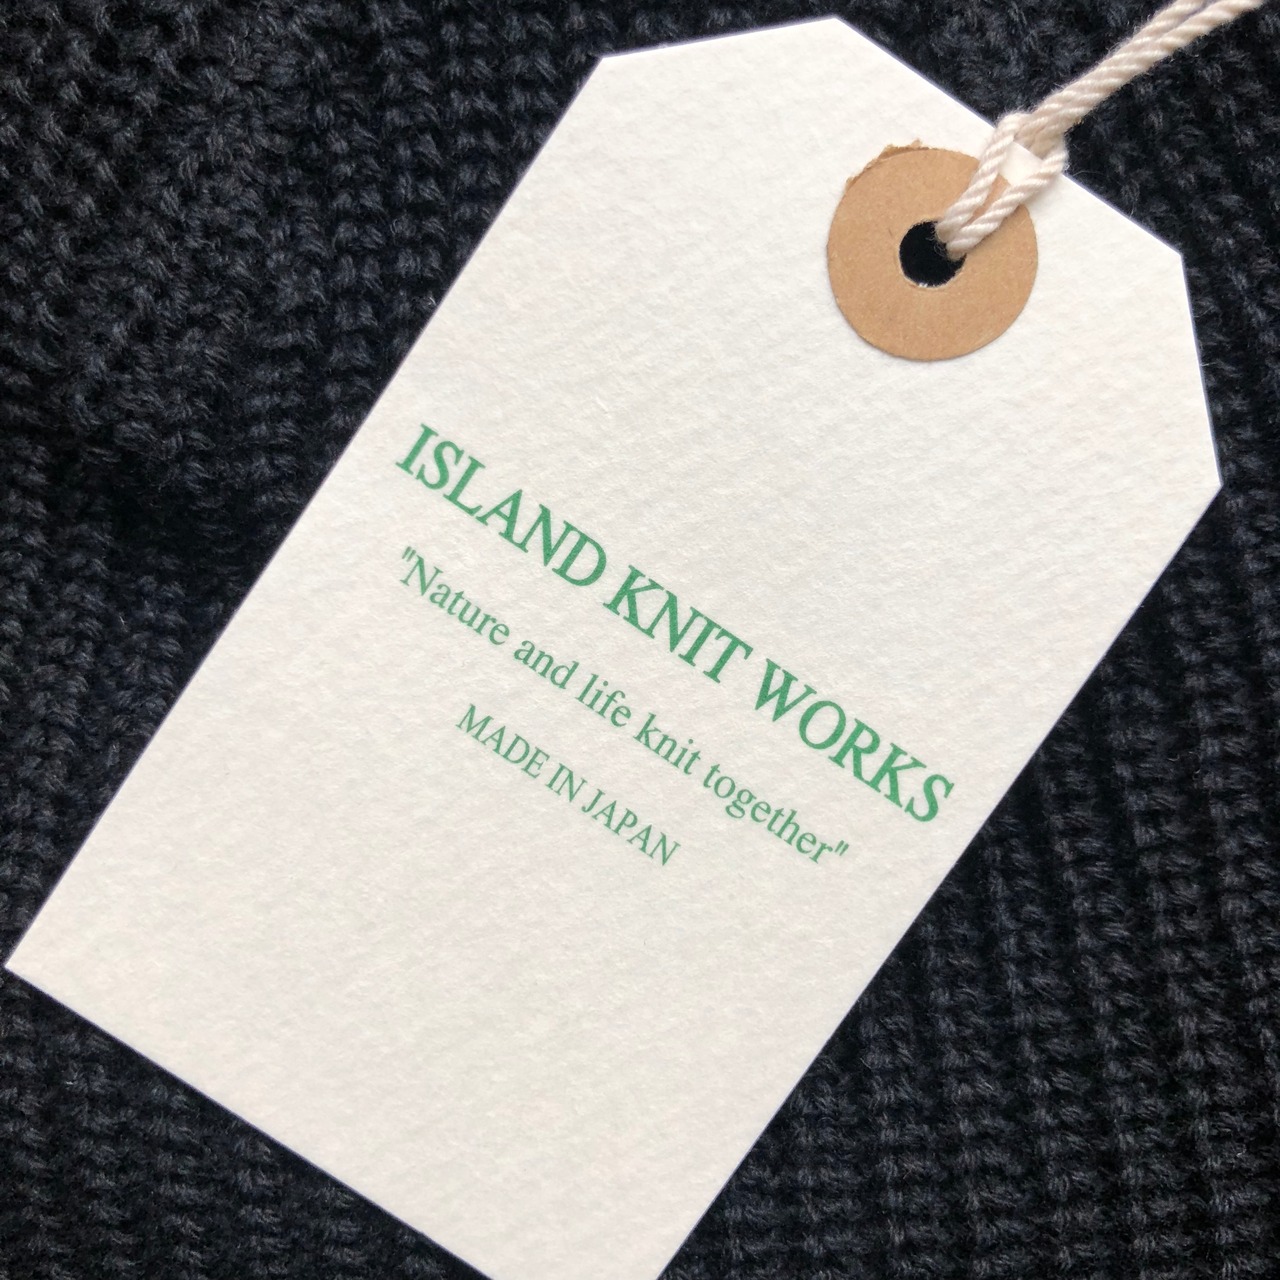 ISLAND KNIT WORKS
"Nature and life knit together"
MADE IN JAPAN